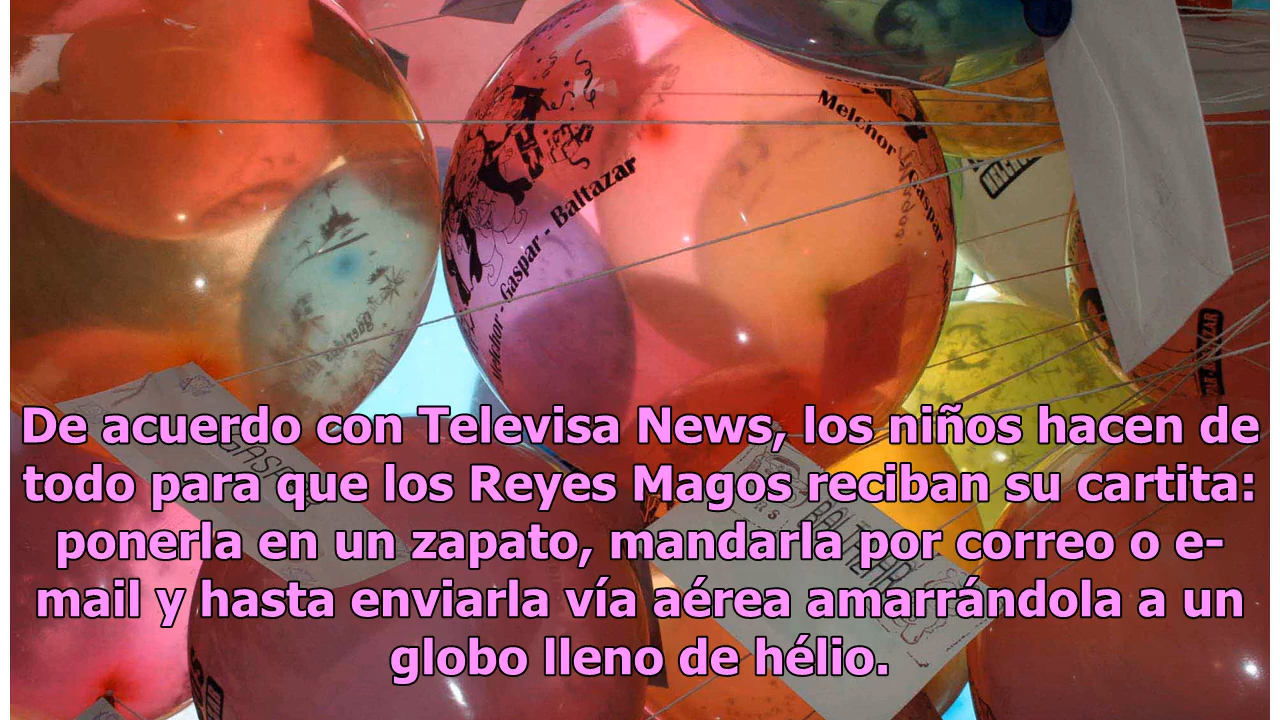 Melchor - Gaspar - Baltazar
Melchor - Gaspar -
BALTAZAR
De acuerdo con Televisa News, los niños hacen de
todo para que los Reyes Magos reciban su cartita:
ponerla en un zapato, mandarla por correo o e-
mail y hasta enviarla vía aérea amarrándola a un
globo lleno de hélio.